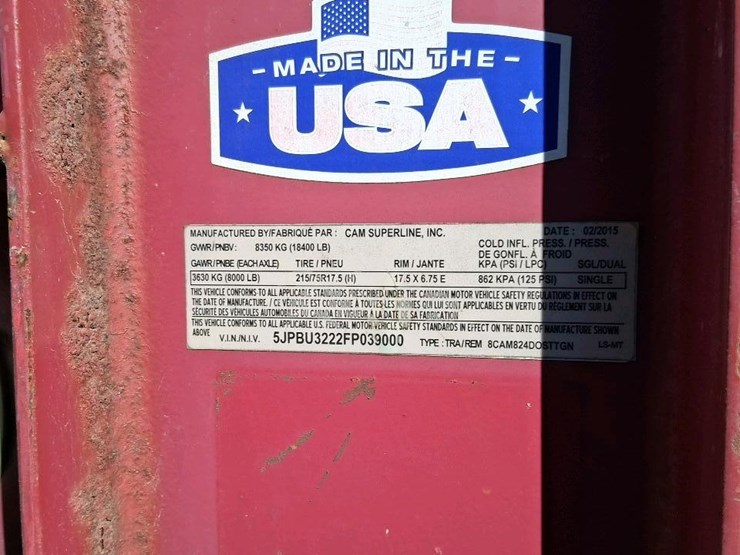 - MADE IN THE -
USA
MANUFACTURED BY/FABRIQUÉ PAR : CAM SUPERLINE, INC. DATE : 02/2015
GVWR/PNBV: 8350 KG (18400 LB) COLD INFL. PRESS. / PRESS.
DE GONFL. À FROID
GAWR/PNBE (EACH AXLE) TIRE / PNEU RIM / JANTE KPA (PSI / LPC) SGL/DUAL
3630 KG (8000 LB) 215/75R17.5 (H) 17.5 X 6.75 E 862 KPA (125 PSI) SINGLE
THIS VEHICLE CONFORMS TO ALL APPLICABLE STANDARDS PRESCRIBED UNDER THE CANADIAN MOTOR VEHICLE SAFETY REGULATIONS IN EFFECT ON
THE DATE OF MANUFACTURE. / CE VÉHICULE EST CONFORME À TOUTES LES NORMES QUI LUI SONT APPLICABLES EN VERTU DU RÈGLEMENT SUR LA
SÉCURITÉ DES VÉHICULES AUTOMOBILES DU CANADA EN VIGUEUR À LA DATE DE SA FABRICATION
THIS VEHICLE CONFORMS TO ALL APPLICABLE U.S. FEDERAL MOTOR VEHICLE SAFETY STANDARDS IN EFFECT ON THE DATE OF MANUFACTURE SHOWN
ABOVE V.I.N./N.I.V. 5JPBU3222FP039000 TYPE : TRA/REM 8CAM824DOSTTGN LS-MT